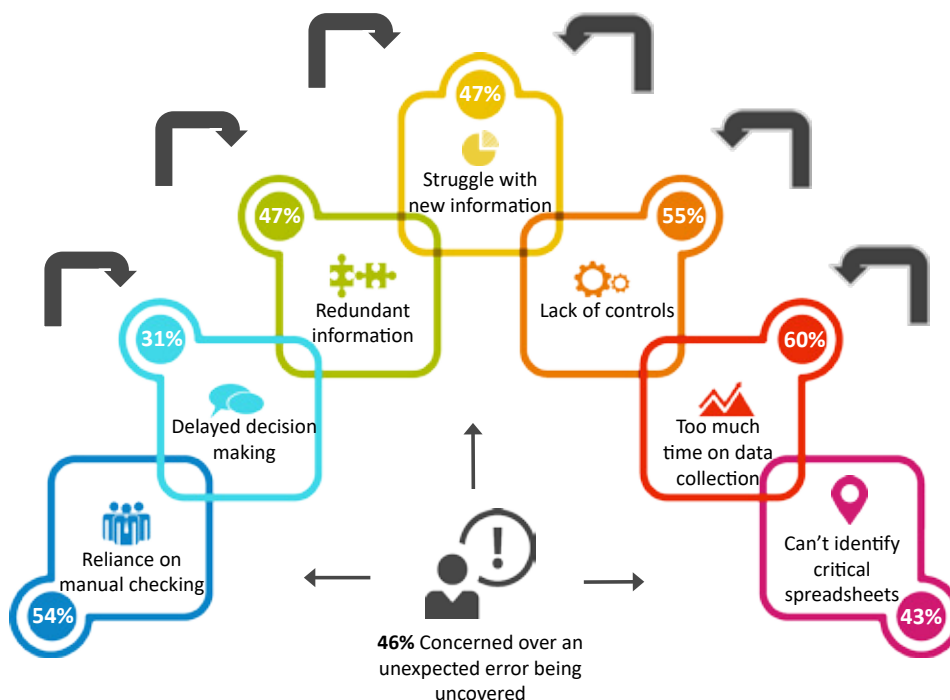 47%
Struggle with
new information
47%
Redundant
information
55%
Lack of controls
31%
Delayed decision
making
60%
Too much
time on data
collection
Reliance on
manual checking
54%
Can't identify
critical
spreadsheets
43%
!
46% Concerned over an
unexpected error being
uncovered